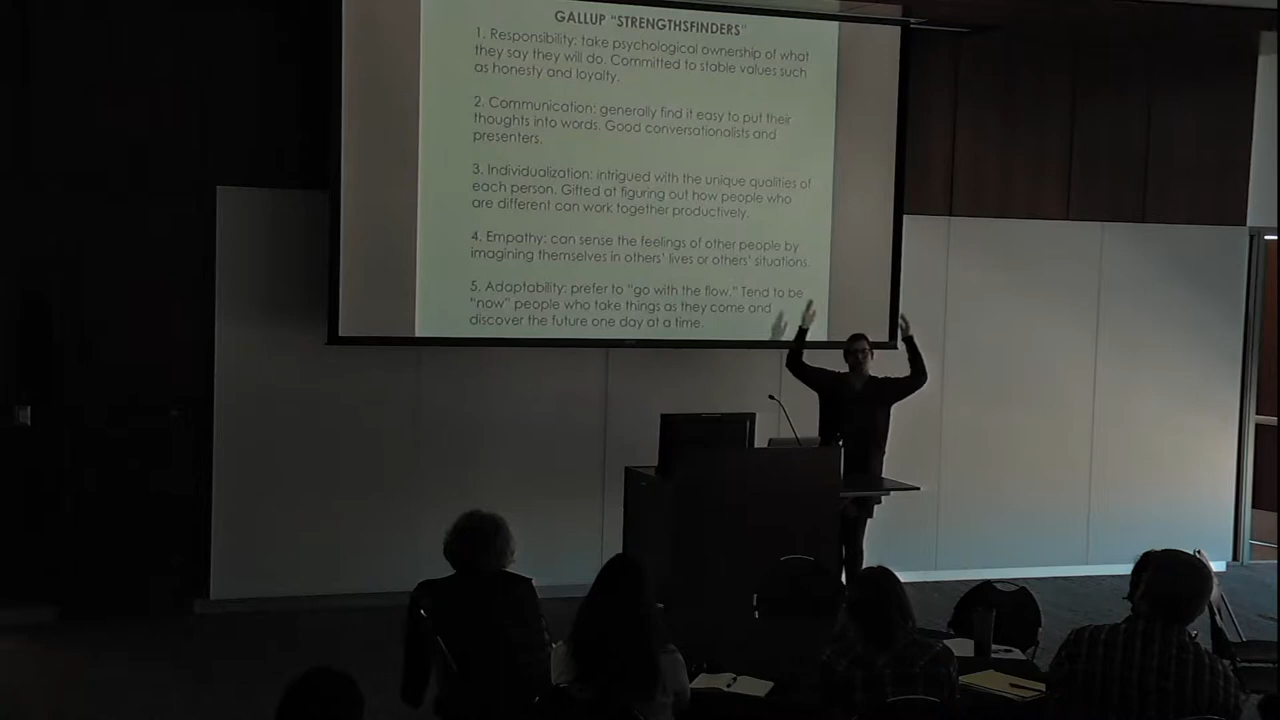 GALLUP "STRENGTHSFINDERS"
1. Responsibility: take psychological ownership of what
they say they will do. Committed to stable values such
as honesty and loyalty.
2. Communication: generally find it easy to put their
thoughts into words. Good conversationalists and
presenters.
3. Individualization: intrigued with the unique qualities of
each person. Gifted at figuring out how people who
are different can work together productively.
4. Empathy: can sense the feelings of other people by
imagining themselves in others' lives or others' situations.
5. Adaptability: prefer to "go with the flow." Tend to be
"now" people who take things as they come and
discover the future one day at a time.